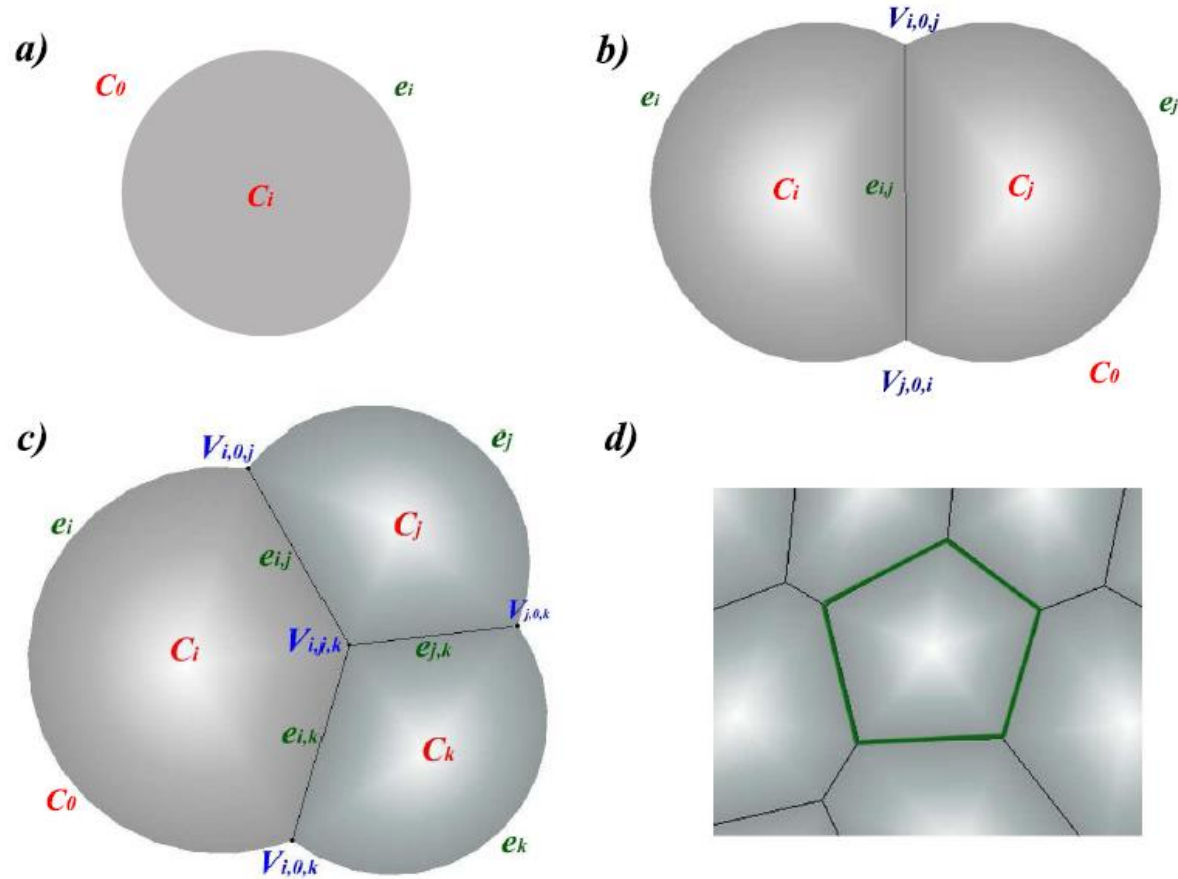 a)
C0
ei
Ci
b)
Vi,0,j
ei
ej
Ci
ei,j
Cj
Vj,0,i
C0
c)
Vi,0,j
ej
ei
Cj
ei,j
Vj,0,k
Ci
Vi,j,k
ej,k
ei,k
Ck
C0
Vi,0,k
ek
d)